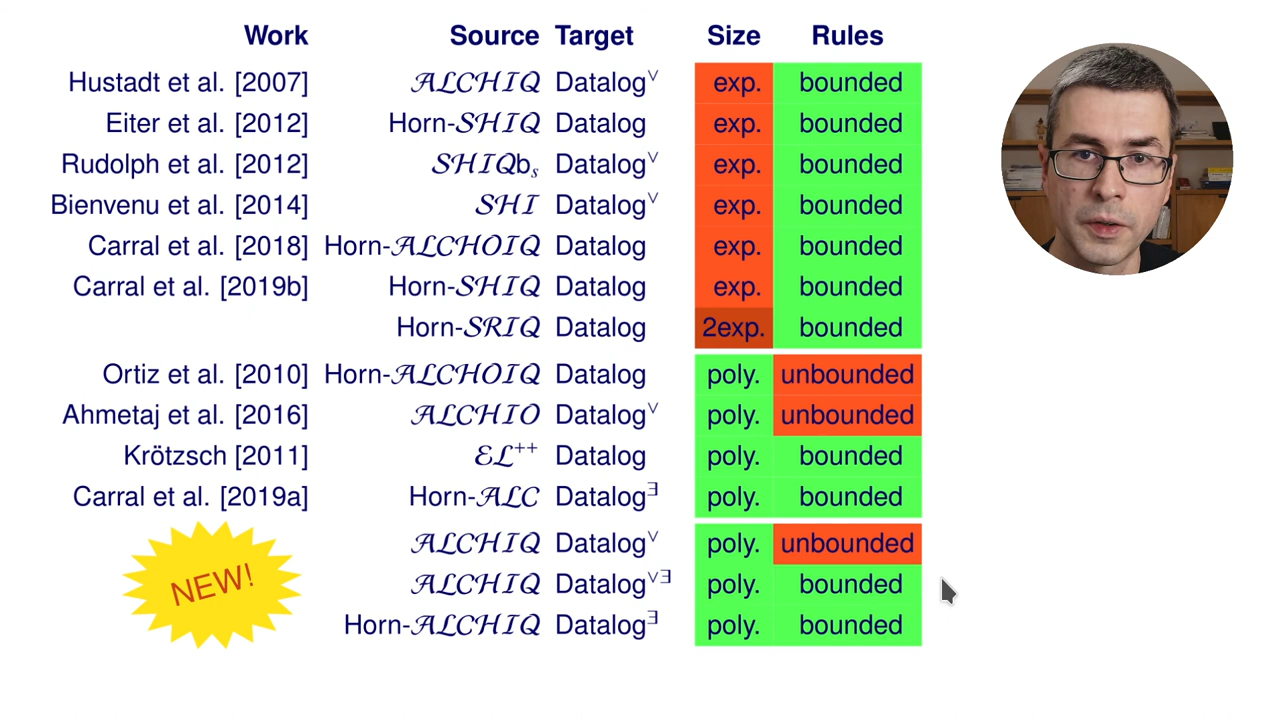 Work Source Target Size Rules
Hustadt et al. [2007] 𝒜ℒ𝒞ℋℐ𝒬 Datalog^∨ exp. bounded
Eiter et al. [2012] Horn-𝒮ℋℐ𝒬 Datalog exp. bounded
Rudolph et al. [2012] 𝒮ℋℐ𝒬b_s Datalog^∨ exp. bounded
Bienvenu et al. [2014] 𝒮ℋℐ Datalog^∨ exp. bounded
Carral et al. [2018] Horn-𝒜ℒ𝒞ℋ𝒪ℐ𝒬 Datalog exp. bounded
Carral et al. [2019b] Horn-𝒮ℋℐ𝒬 Datalog exp. bounded
Horn-𝒮ℛℐ𝒬 Datalog 2exp. bounded
Ortiz et al. [2010] Horn-𝒜ℒ𝒞ℋ𝒪ℐ𝒬 Datalog poly. unbounded
Ahmetaj et al. [2016] 𝒜ℒ𝒞ℋℐ𝒪 Datalog^∨ poly. unbounded
Krötzsch [2011] ℰℒ^++ Datalog poly. bounded
Carral et al. [2019a] Horn-𝒜ℒ𝒞 Datalog^∃ poly. bounded
𝒜ℒ𝒞ℋℐ𝒬 Datalog^∨ poly. unbounded
NEW! 𝒜ℒ𝒞ℋℐ𝒬 Datalog^∨∃ poly. bounded
Horn-𝒜ℒ𝒞ℋℐ𝒬 Datalog^∃ poly. bounded